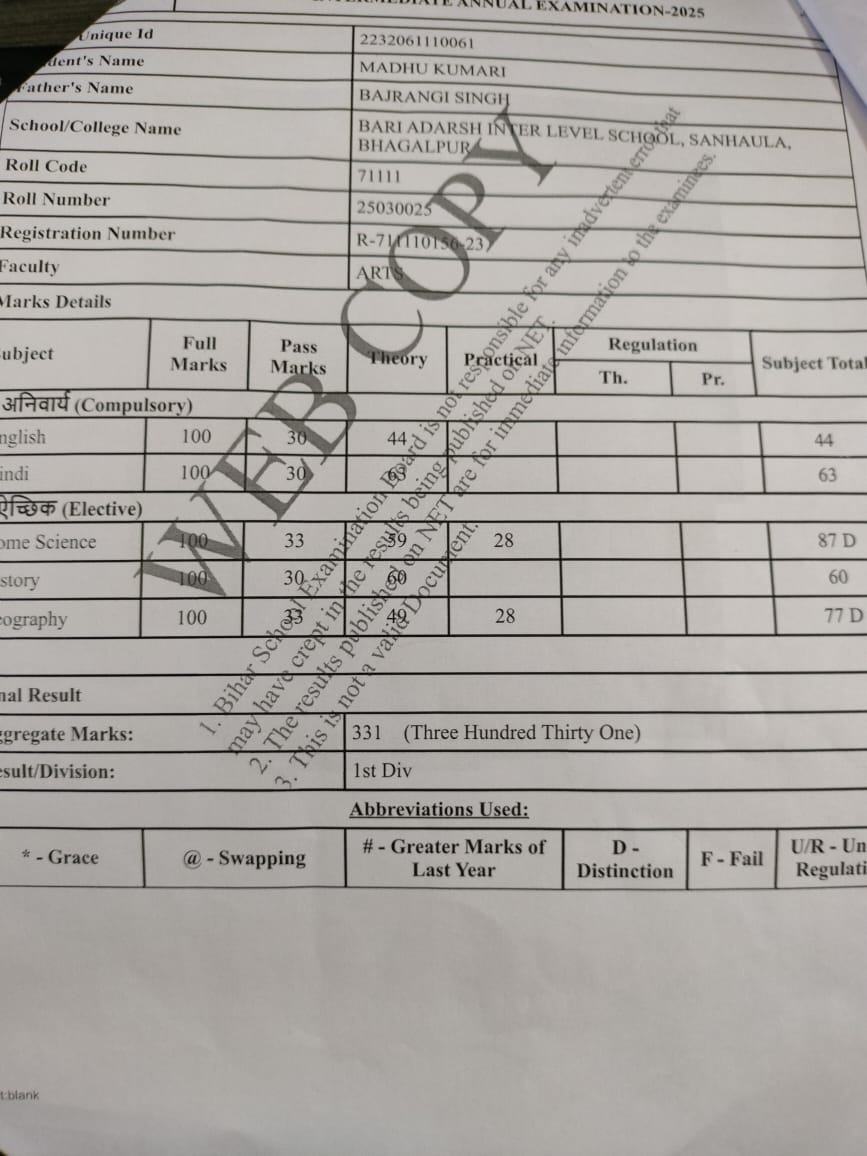 ANNUAL EXAMINATION-2025
Unique Id 2232061110061
dent's Name MADHU KUMARI
Father's Name BAJRANGI SINGH
School/College Name BARI ADARSH INTER LEVEL SCHOOL, SANHAULA,
BHAGALPUR
Roll Code 71111
Roll Number 25030025
Registration Number R-711110156-23
Faculty ARTS
Marks Details
ubject Full Marks Pass Marks Theory Practical Regulation Subject Total
Th. Pr.
अनिवार्य (Compulsory)
nglish 100 30 44 44
indi 100 30 63 63
ऐच्छिक (Elective)
ome Science 100 33 59 28 87 D
story 100 30 60 60
eography 100 33 49 28 77 D
nal Result
ggregate Marks: 331 (Three Hundred Thirty One)
esult/Division: 1st Div
Abbreviations Used:
* - Grace @ - Swapping # - Greater Marks of Last Year D - Distinction F - Fail U/R - Un
Regulati
WEB COPY
1. Bihar School Examination Board is not responsible for any inadvertent error that
may have crept in the results being published on NET.
2. The results published on NET are for immediate information to the examinees.
3. This is not a valid Document.
t:blank